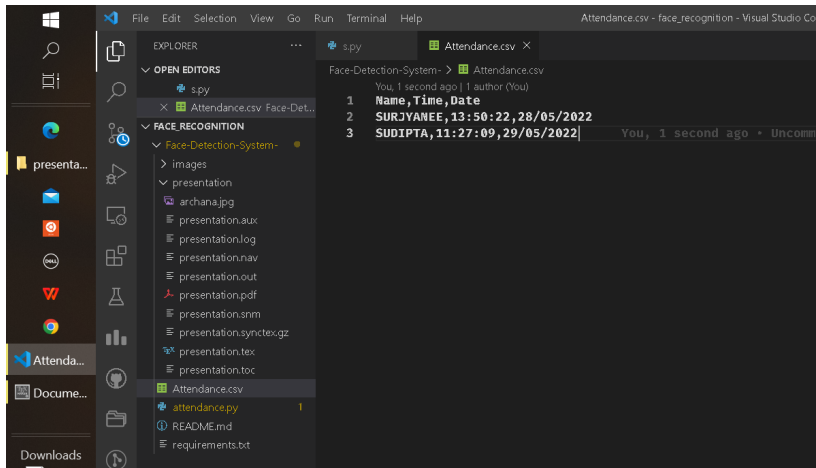 File Edit Selection View Go Run Terminal Help Attendance.csv - face_recognition - Visual Studio Co
EXPLORER ...
OPEN EDITORS
s.py
Attendance.csv Face-Det...
FACE_RECOGNITION
Face-Detection-System-
images
presentation
archana.jpg
presentation.aux
presentation.log
presentation.nav
presentation.out
presentation.pdf
presentation.snm
presentation.synctex.gz
TEX presentation.tex
presentation.toc
Attendance.csv
attendance.py 1
README.md
requirements.txt
s.py Attendance.csv
Face-Detection-System- > Attendance.csv
You, 1 second ago | 1 author (You)
1 Name,Time,Date
2 SURJYANEE,13:50:22,28/05/2022
3 SUDIPTA,11:27:09,29/05/2022 You, 1 second ago • Uncomm
presenta...
DELL
Attenda...
Docume...
Downloads